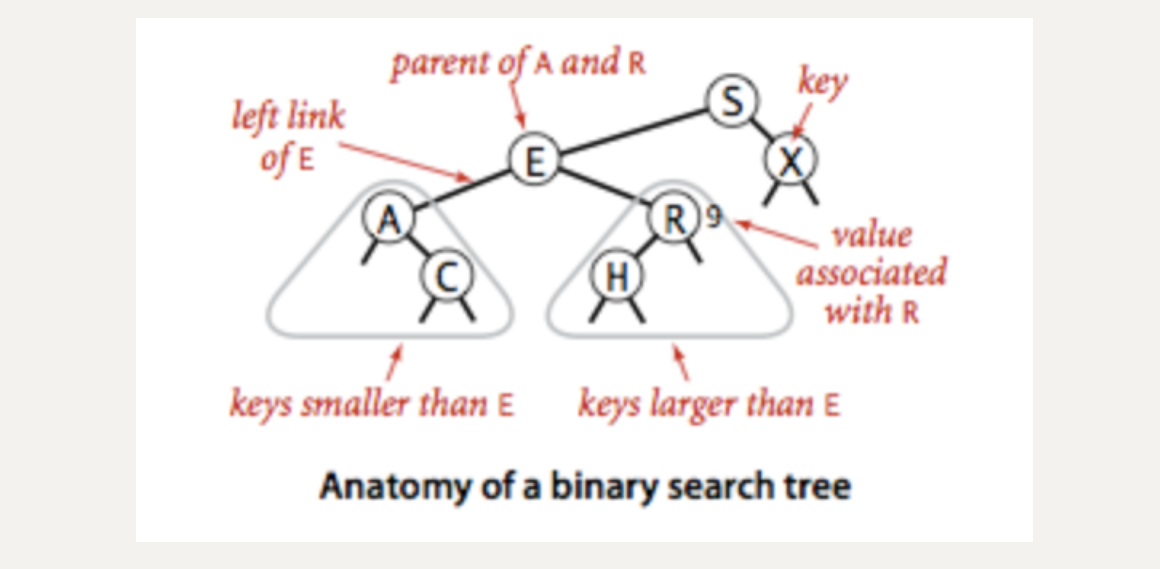 parent of A and R
key
left link
of E
S
E
X
A
R 9
value
associated
with R
C
H
keys smaller than E
keys larger than E
Anatomy of a binary search tree